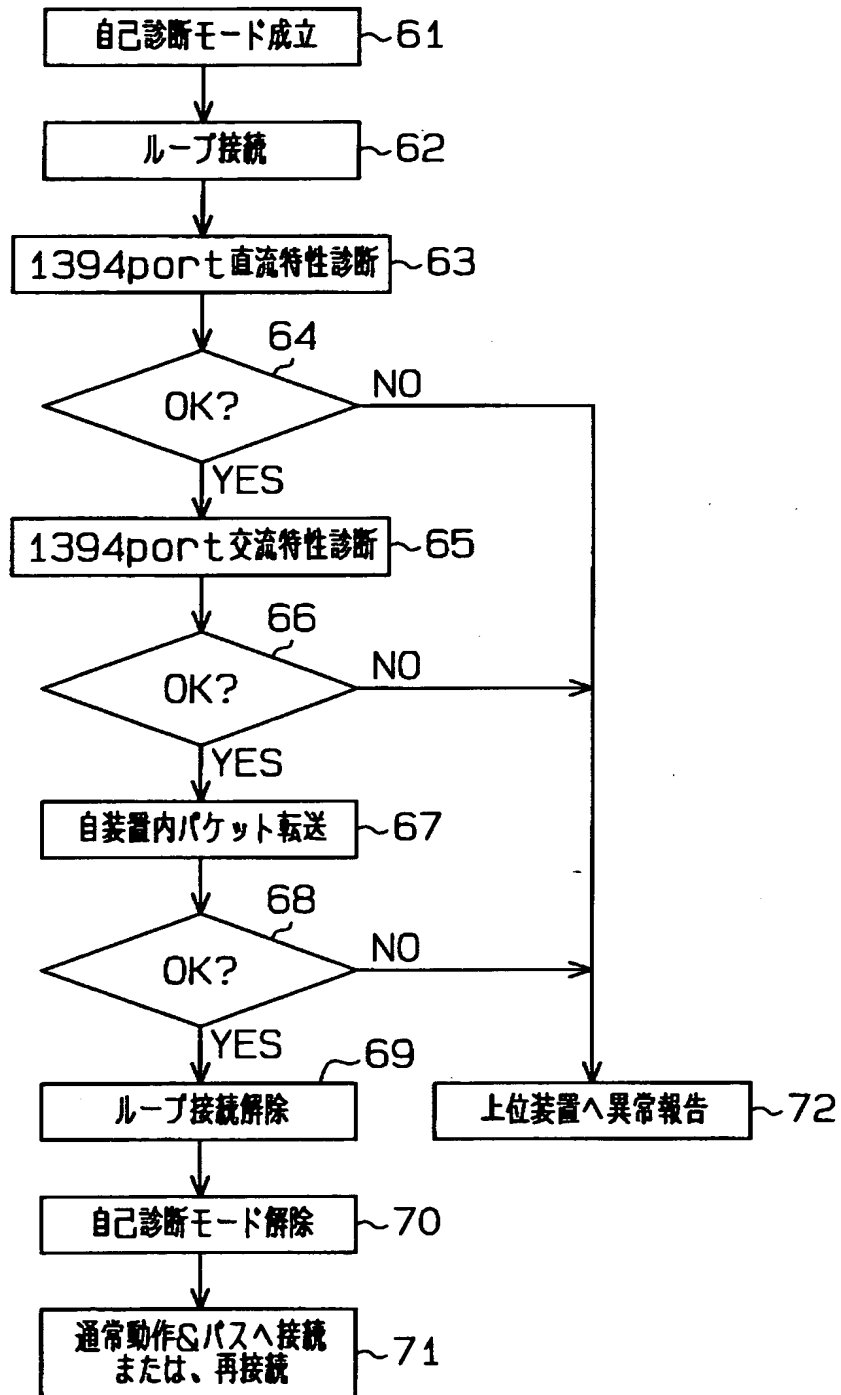 自己診断モード成立 61
ループ接続 62
1394port直流特性診断 63
64
OK? NO
YES
1394port交流特性診断 65
66
OK? NO
YES
自装置内パケット転送 67
68
OK? NO
YES
69
ループ接続解除
上位装置へ異常報告 72
自己診断モード解除 70
通常動作&バスへ接続
または、再接続 71